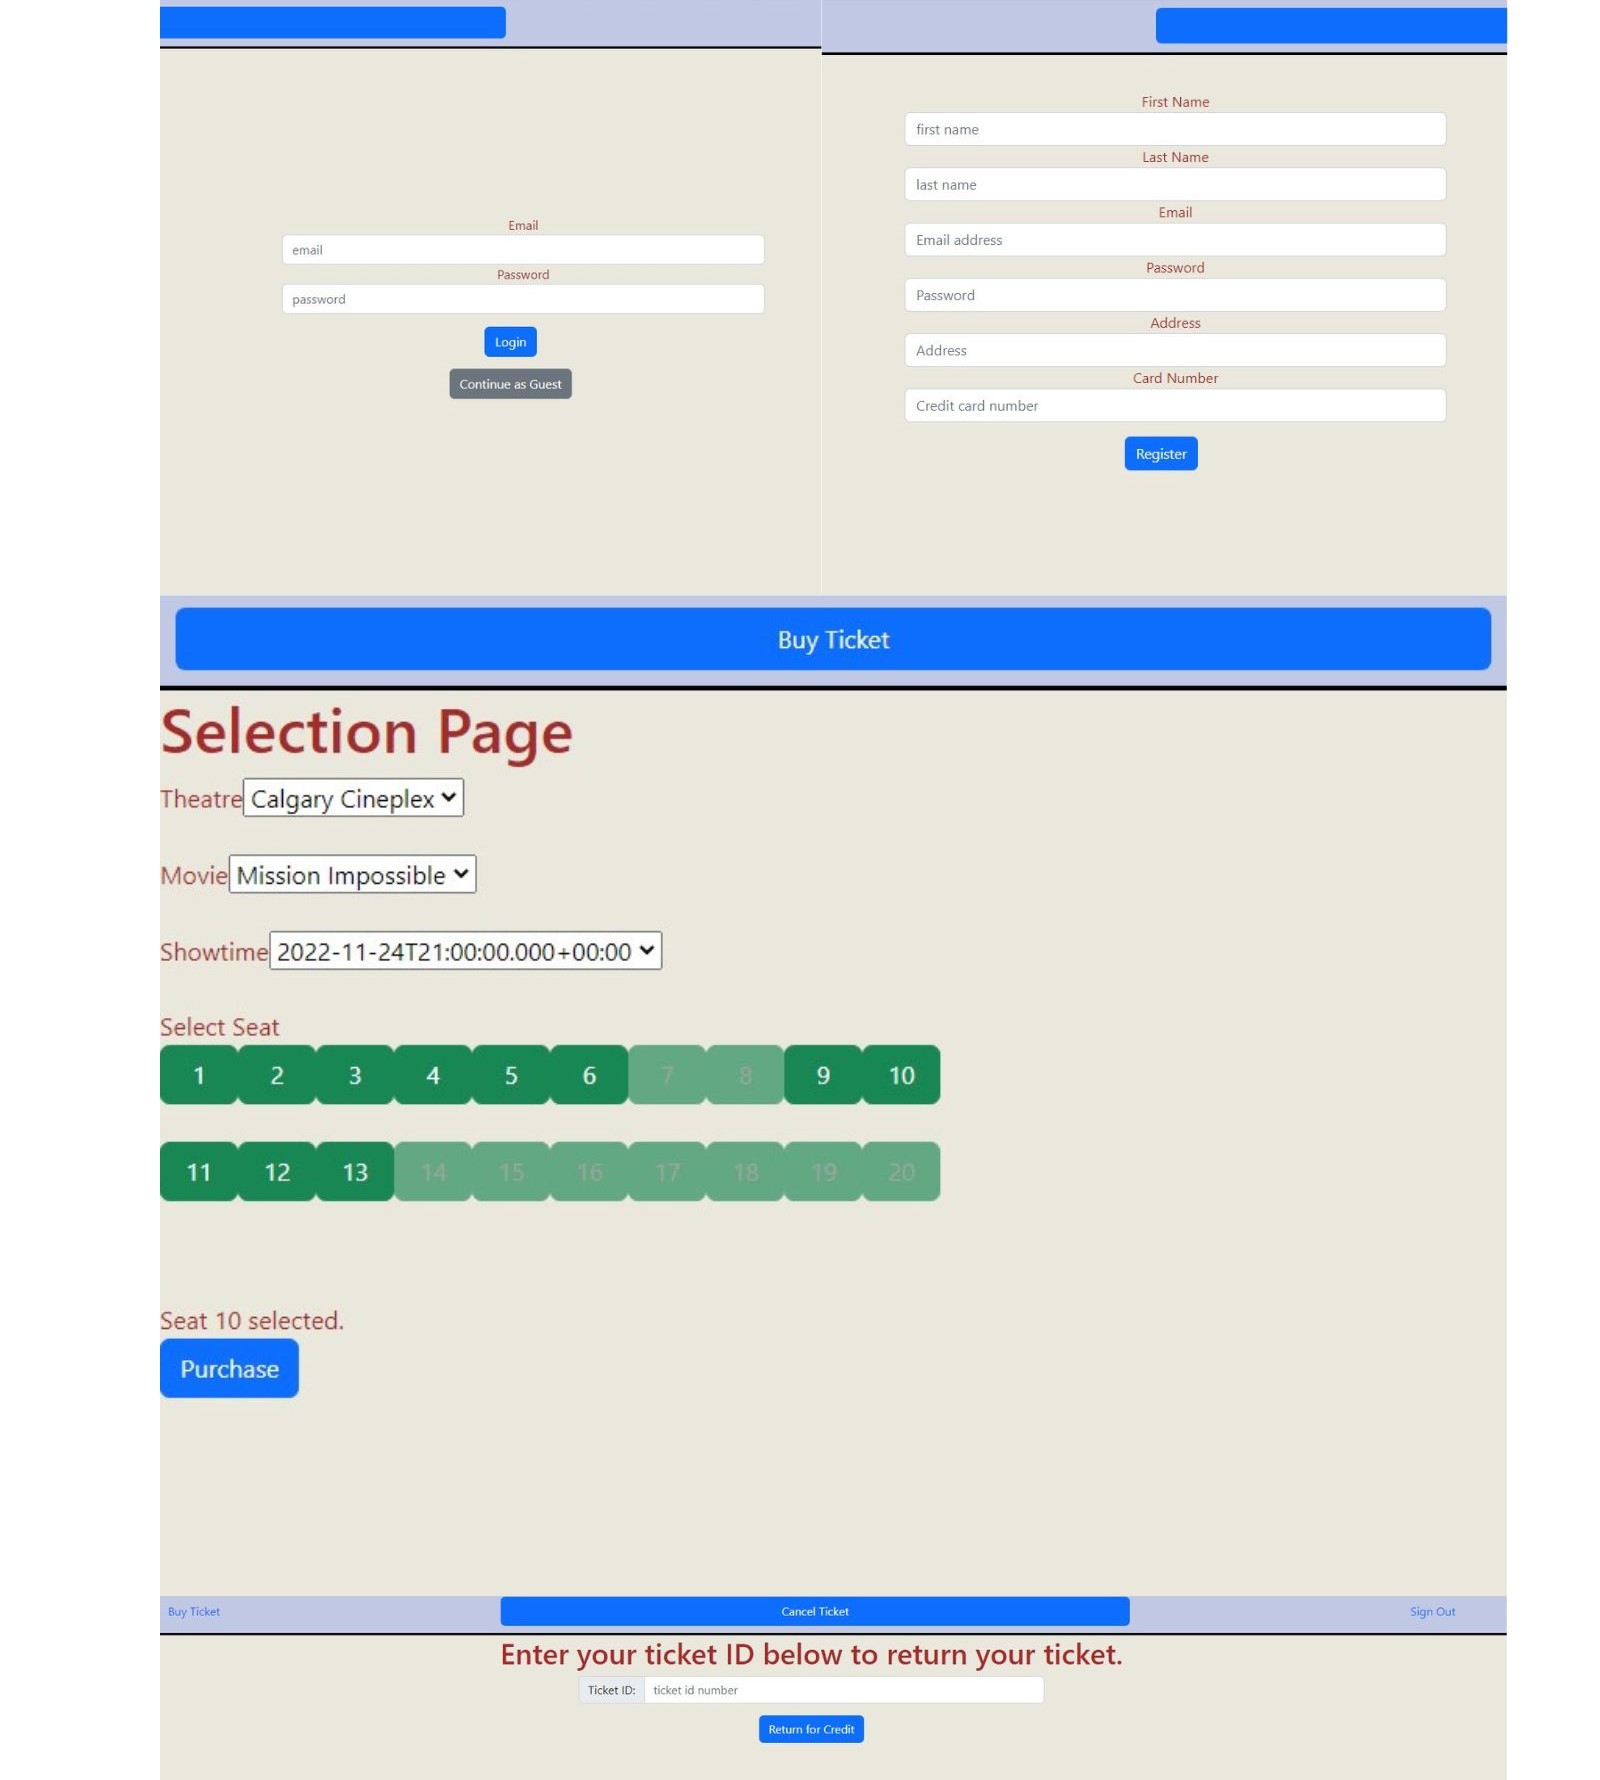 Email
email
Password
password
Login
Continue as Guest
First Name
first name
Last Name
last name
Email
Email address
Password
Password
Address
Address
Card Number
Credit card number
Register
Buy Ticket
Selection Page
Theatre Calgary Cineplex
Movie Mission Impossible
Showtime 2022-11-24T21:00:00.000+00:00
Select Seat
1 2 3 4 5 6 7 8 9 10
11 12 13 14 15 16 17 18 19 20
Seat 10 selected.
Purchase
Buy Ticket Cancel Ticket Sign Out
Enter your ticket ID below to return your ticket.
Ticket ID: ticket id number
Return for Credit